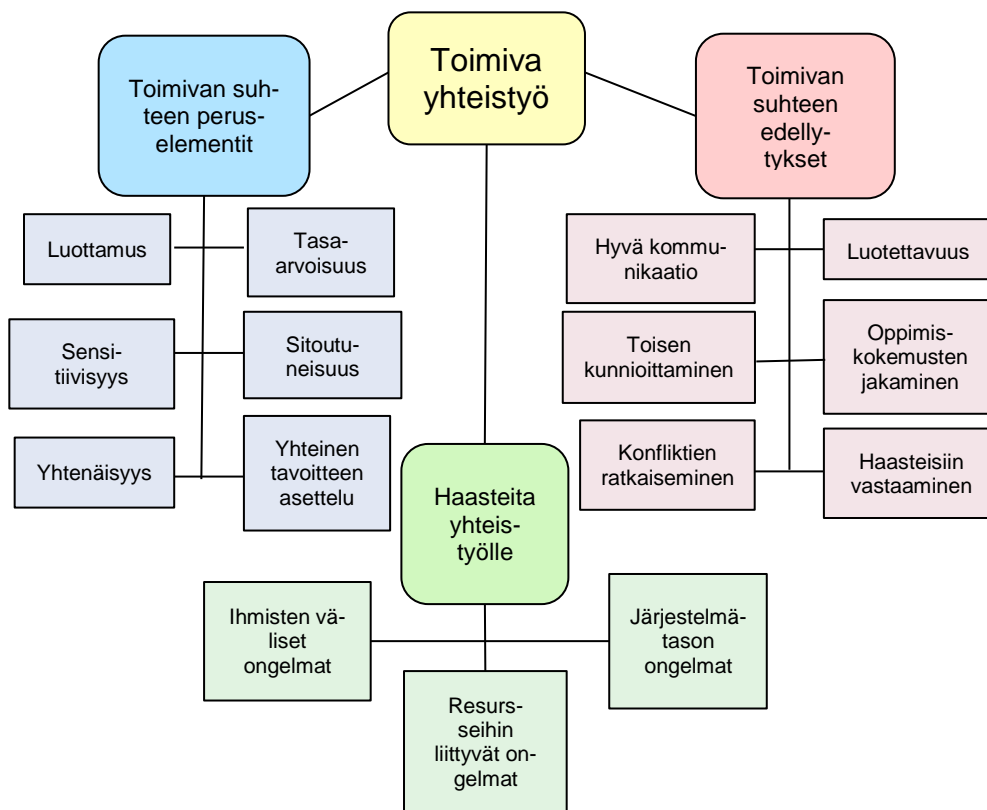 Toimiva
yhteistyö
Toimivan suh-
teen perus-
elementit
Toimivan
suhteen
edelly-
tykset
Luottamus
Tasa-
arvoisuus
Sensi-
tiivisyys
Sitoutu-
neisuus
Yhtenäisyys
Yhteinen
tavoitteen
asettelu
Hyvä kommu-
nikaatio
Luotettavuus
Toisen
kunnioittaminen
Oppimis-
kokemusten
jakaminen
Konfliktien
ratkaiseminen
Haasteisiin
vastaaminen
Haasteita
yhteis-
työlle
Ihmisten vä-
liset
ongelmat
Järjestelmä-
tason
ongelmat
Resurs-
seihin
liittyvät on-
gelmat